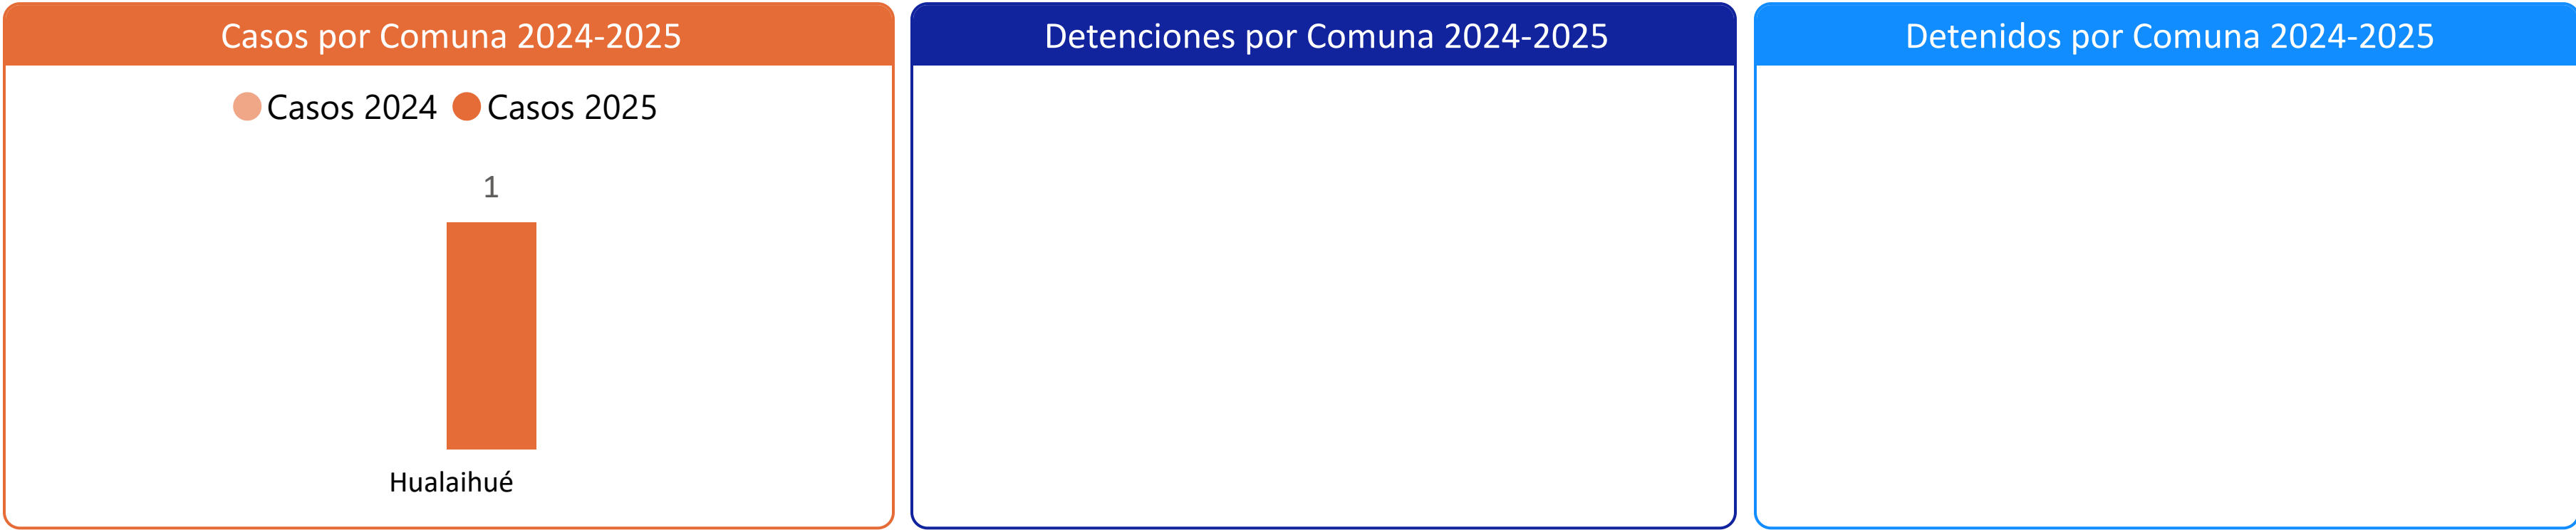 Casos por Comuna 2024-2025
Casos 2024 Casos 2025
1
Hualaihué
Detenciones por Comuna 2024-2025
Detenidos por Comuna 2024-2025